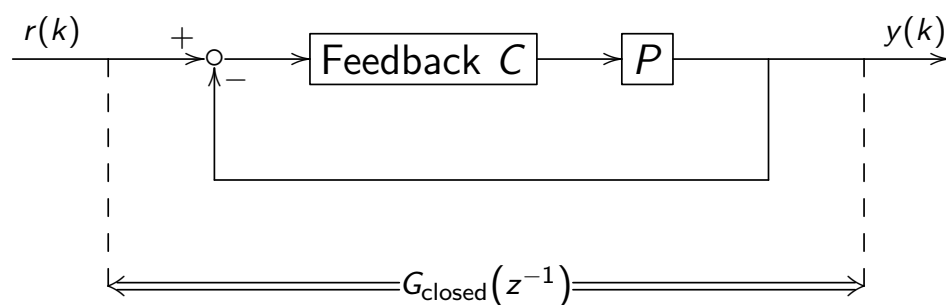 r(k)
y(k)
+
−
Feedback C
P
G_closed(z^{-1})